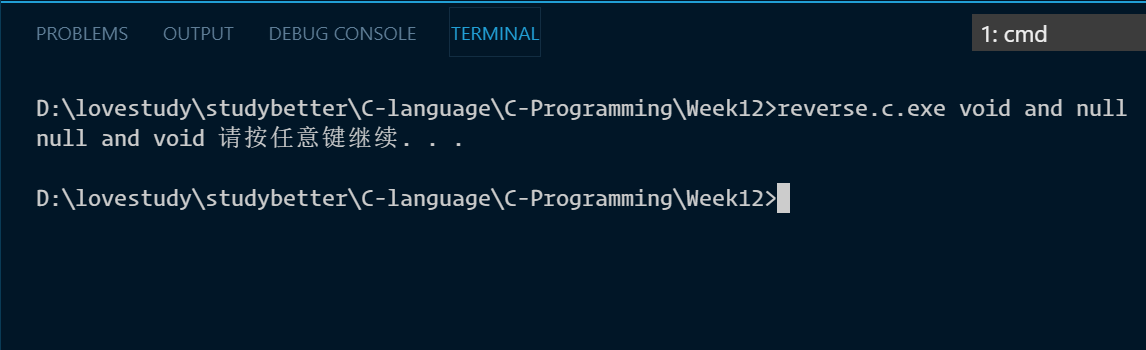 PROBLEMS OUTPUT DEBUG CONSOLE TERMINAL 1: cmd
D:\lovestudy\studybetter\C-language\C-Programming\Week12>reverse.c.exe void and null
null and void 请按任意键继续. . .
D:\lovestudy\studybetter\C-language\C-Programming\Week12>